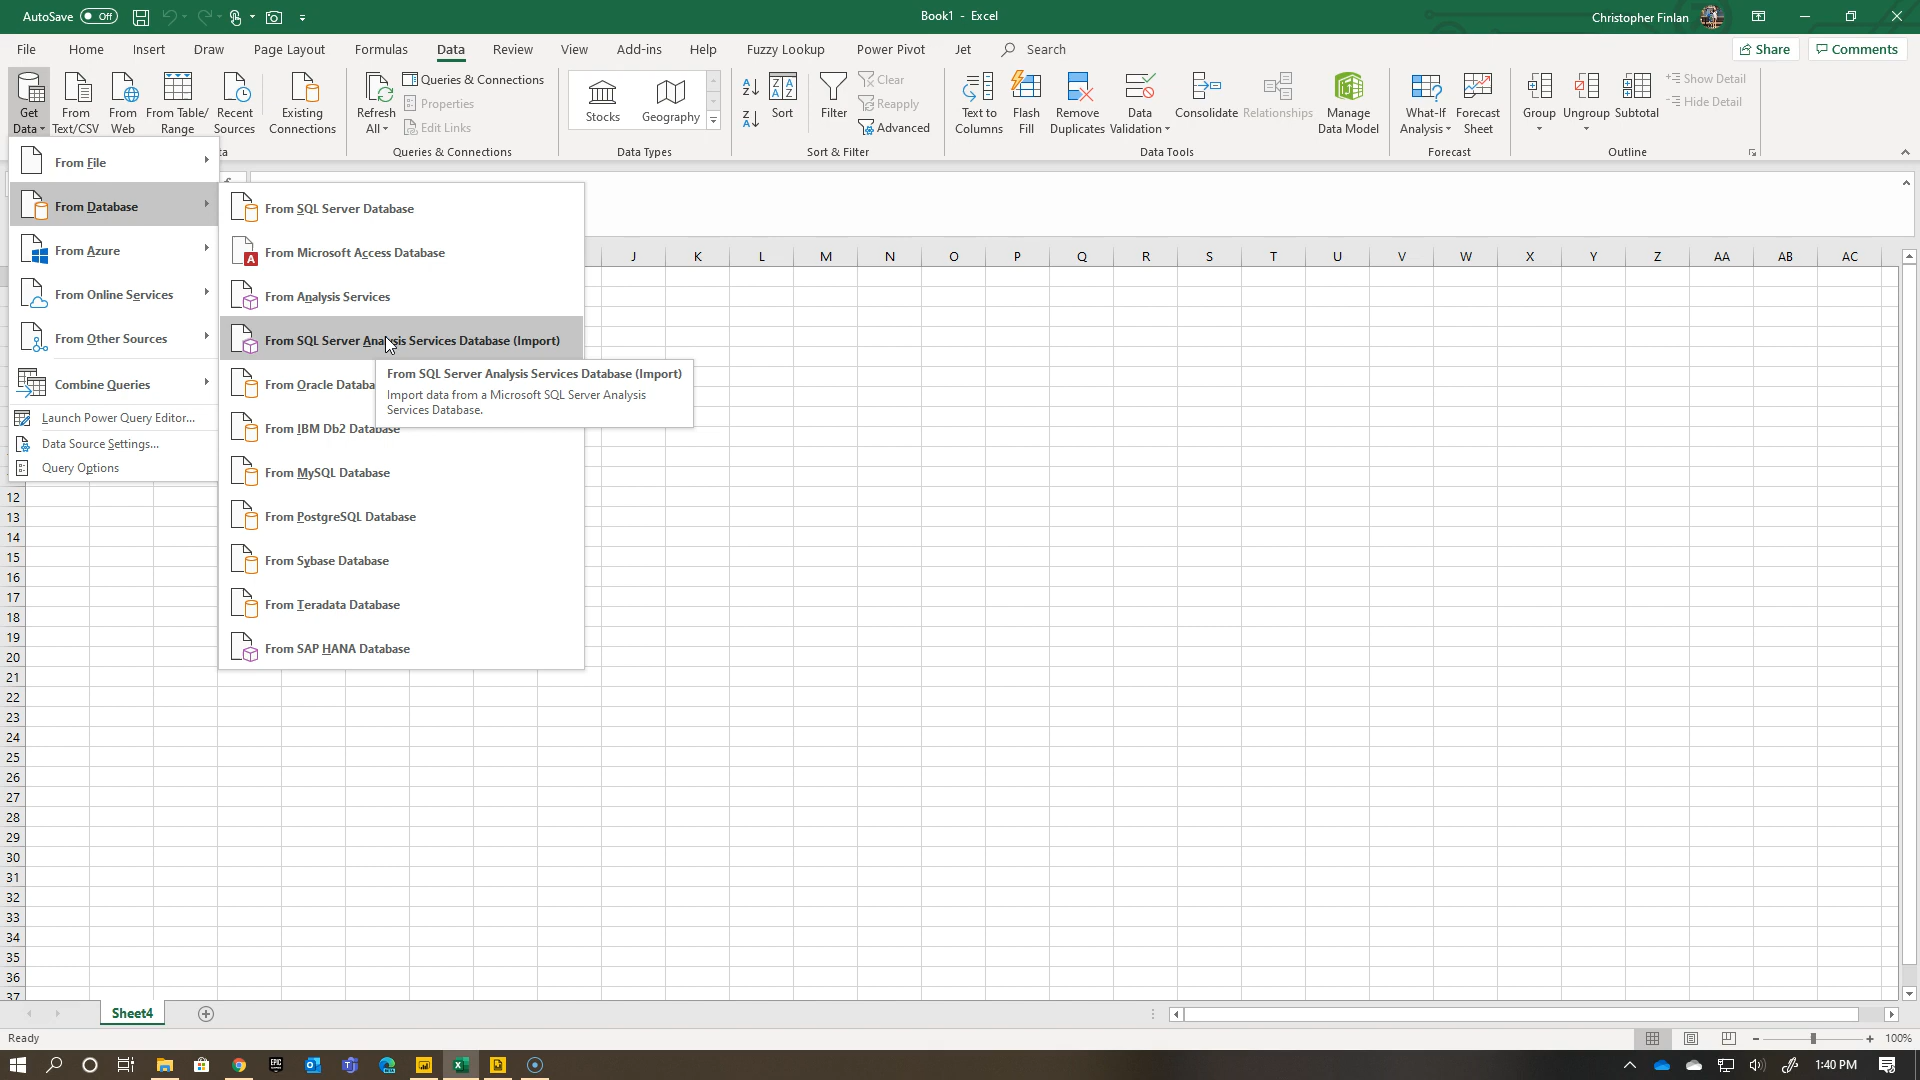 AutoSave Off
Book1 - Excel
Christopher Finlan
File Home Insert Draw Page Layout Formulas Data Review View Add-ins Help Fuzzy Lookup Power Pivot Jet Search
Share Comments
Get Data
From Text/CSV
From Web
From Table/ Range
Recent Sources
Existing Connections
Refresh All
Queries & Connections
Properties
Edit Links
Stocks
Geography
Sort
Filter
Clear
Reapply
Advanced
Text to Columns
Flash Fill
Remove Duplicates
Data Validation
Consolidate
Relationships
Manage Data Model
What-If Analysis
Forecast Sheet
Group
Ungroup
Subtotal
Show Detail
Hide Detail
ta
Queries & Connections
Data Types
Sort & Filter
Data Tools
Forecast
Outline
From File
From Database
From Azure
From Online Services
From Other Sources
Combine Queries
Launch Power Query Editor...
Data Source Settings...
Query Options
From SQL Server Database
From Microsoft Access Database
From Analysis Services
From SQL Server Analysis Services Database (Import)
From Oracle Databa
From IBM Db2 Database
From MySQL Database
From PostgreSQL Database
From Sybase Database
From Teradata Database
From SAP HANA Database
From SQL Server Analysis Services Database (Import)
Import data from a Microsoft SQL Server Analysis
Services Database.
J K L M N O P Q R S T U V W X Y Z AA AB AC
12
13
14
15
16
17
18
19
20
21
22
23
24
25
26
27
28
29
30
31
32
33
34
35
36
37
Sheet4
Ready
100%
1:40 PM